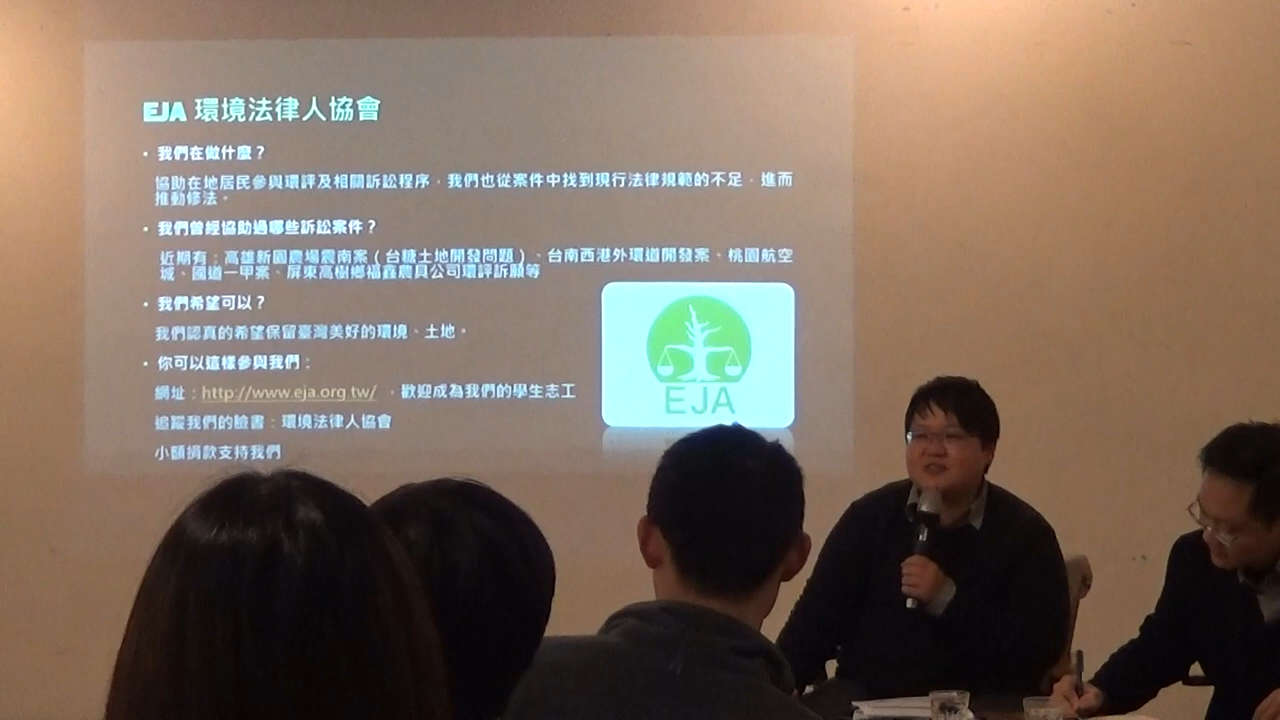 EJA 環境法律人協會
• 我們在做什麼？
協助在地居民參與環評及相關訴訟程序，我們也從案件中找到現行法律規範的不足，進而
推動修法。
• 我們曾經協助過哪些訴訟案件？
近期有：高雄新園農場農南案（台糖土地開發問題）、台南西港外環道開發案、桃園航空
城、國道一甲案、屏東高樹鄉福鑫農具公司環評訴願等
• 我們希望可以？
我們認真的希望保留臺灣美好的環境、土地。
• 你可以這樣參與我們：
網址：http://www.eja.org.tw/ ，歡迎成為我們的學生志工
追蹤我們的臉書：環境法律人協會
小額捐款支持我們
EJA